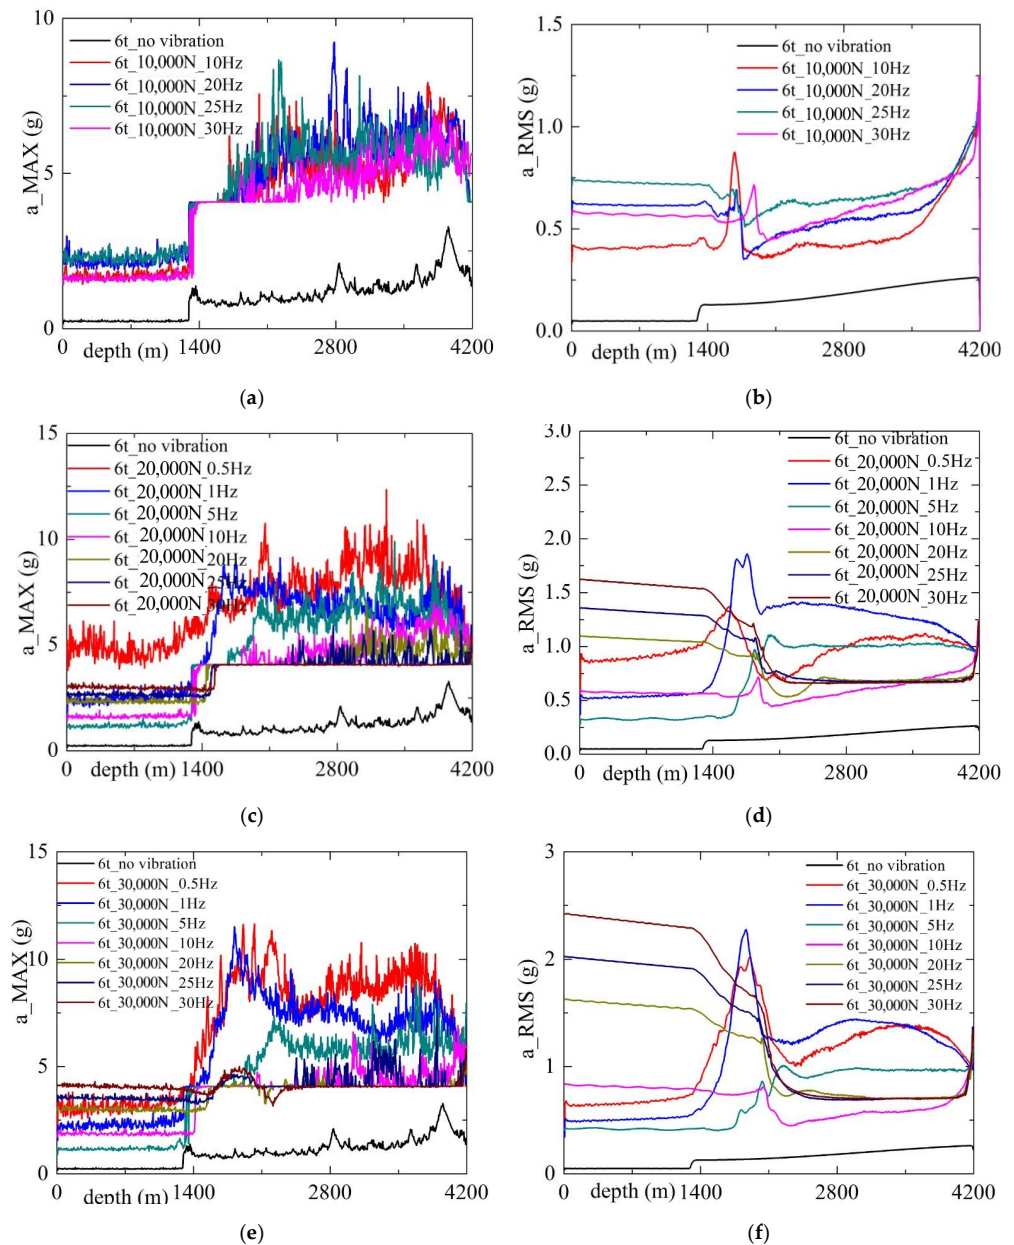 10
5
0
a_MAX (g)
6t_no vibration
6t_10,000N_10Hz
6t_10,000N_20Hz
6t_10,000N_25Hz
6t_10,000N_30Hz
0
1400
2800
4200
depth (m)
(a)
1.5
1.0
0.5
0.0
a_RMS (g)
6t_no vibration
6t_10,000N_10Hz
6t_10,000N_20Hz
6t_10,000N_25Hz
6t_10,000N_30Hz
0
1400
2800
4200
depth (m)
(b)
15
10
5
0
a_MAX (g)
6t_no vibration
6t_20,000N_0.5Hz
6t_20,000N_1Hz
6t_20,000N_5Hz
6t_20,000N_10Hz
6t_20,000N_20Hz
6t_20,000N_25Hz
6t_20,000N_30Hz
0
1400
2800
4200
depth (m)
(c)
3.0
2.5
2.0
1.5
1.0
0.5
0.0
a_RMS (g)
6t_no vibration
6t_20,000N_0.5Hz
6t_20,000N_1Hz
6t_20,000N_5Hz
6t_20,000N_10Hz
6t_20,000N_20Hz
6t_20,000N_25Hz
6t_20,000N_30Hz
0
1400
2800
4200
depth (m)
(d)
15
10
5
0
a_MAX (g)
6t_no vibration
6t_30,000N_0.5Hz
6t_30,000N_1Hz
6t_30,000N_5Hz
6t_30,000N_10Hz
6t_30,000N_20Hz
6t_30,000N_25Hz
6t_30,000N_30Hz
0
1400
2800
4200
depth (m)
(e)
3
2
1
0
a_RMS (g)
6t_no vibration
6t_30,000N_0.5Hz
6t_30,000N_1Hz
6t_30,000N_5Hz
6t_30,000N_10Hz
6t_30,000N_20Hz
6t_30,000N_25Hz
6t_30,000N_30Hz
0
1400
2800
4200
depth (m)
(f)